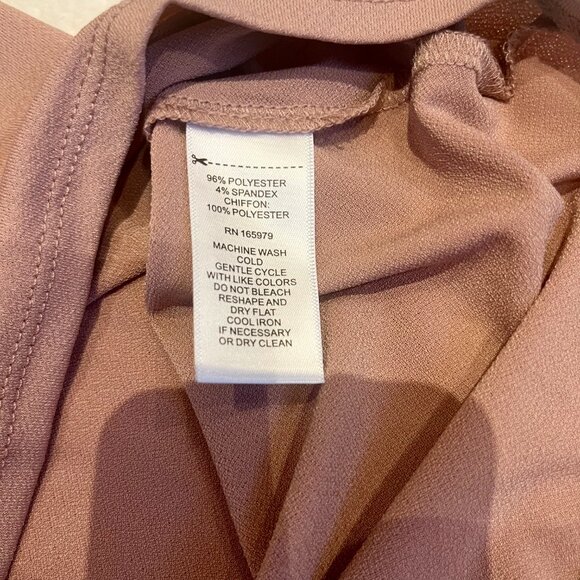 96% POLYESTER
4% SPANDEX
CHIFFON:
100% POLYESTER
RN 165979
MACHINE WASH
COLD
GENTLE CYCLE
WITH LIKE COLORS
DO NOT BLEACH
RESHAPE AND
DRY FLAT
COOL IRON
IF NECESSARY
OR DRY CLEAN